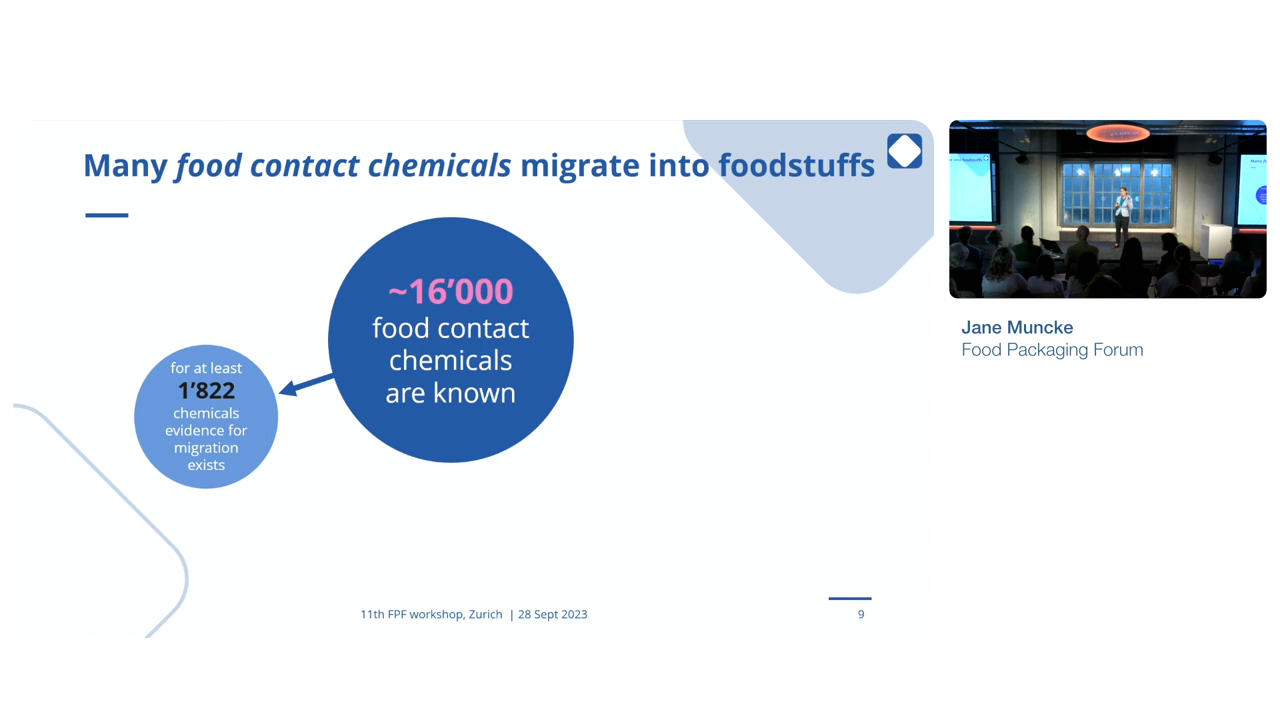 Many food contact chemicals migrate into foodstuffs
~16’000
food contact
chemicals
are known
for at least
1’822
chemicals
evidence for
migration
exists
11th FPF workshop, Zurich | 28 Sept 2023
9
Jane Muncke
Food Packaging Forum